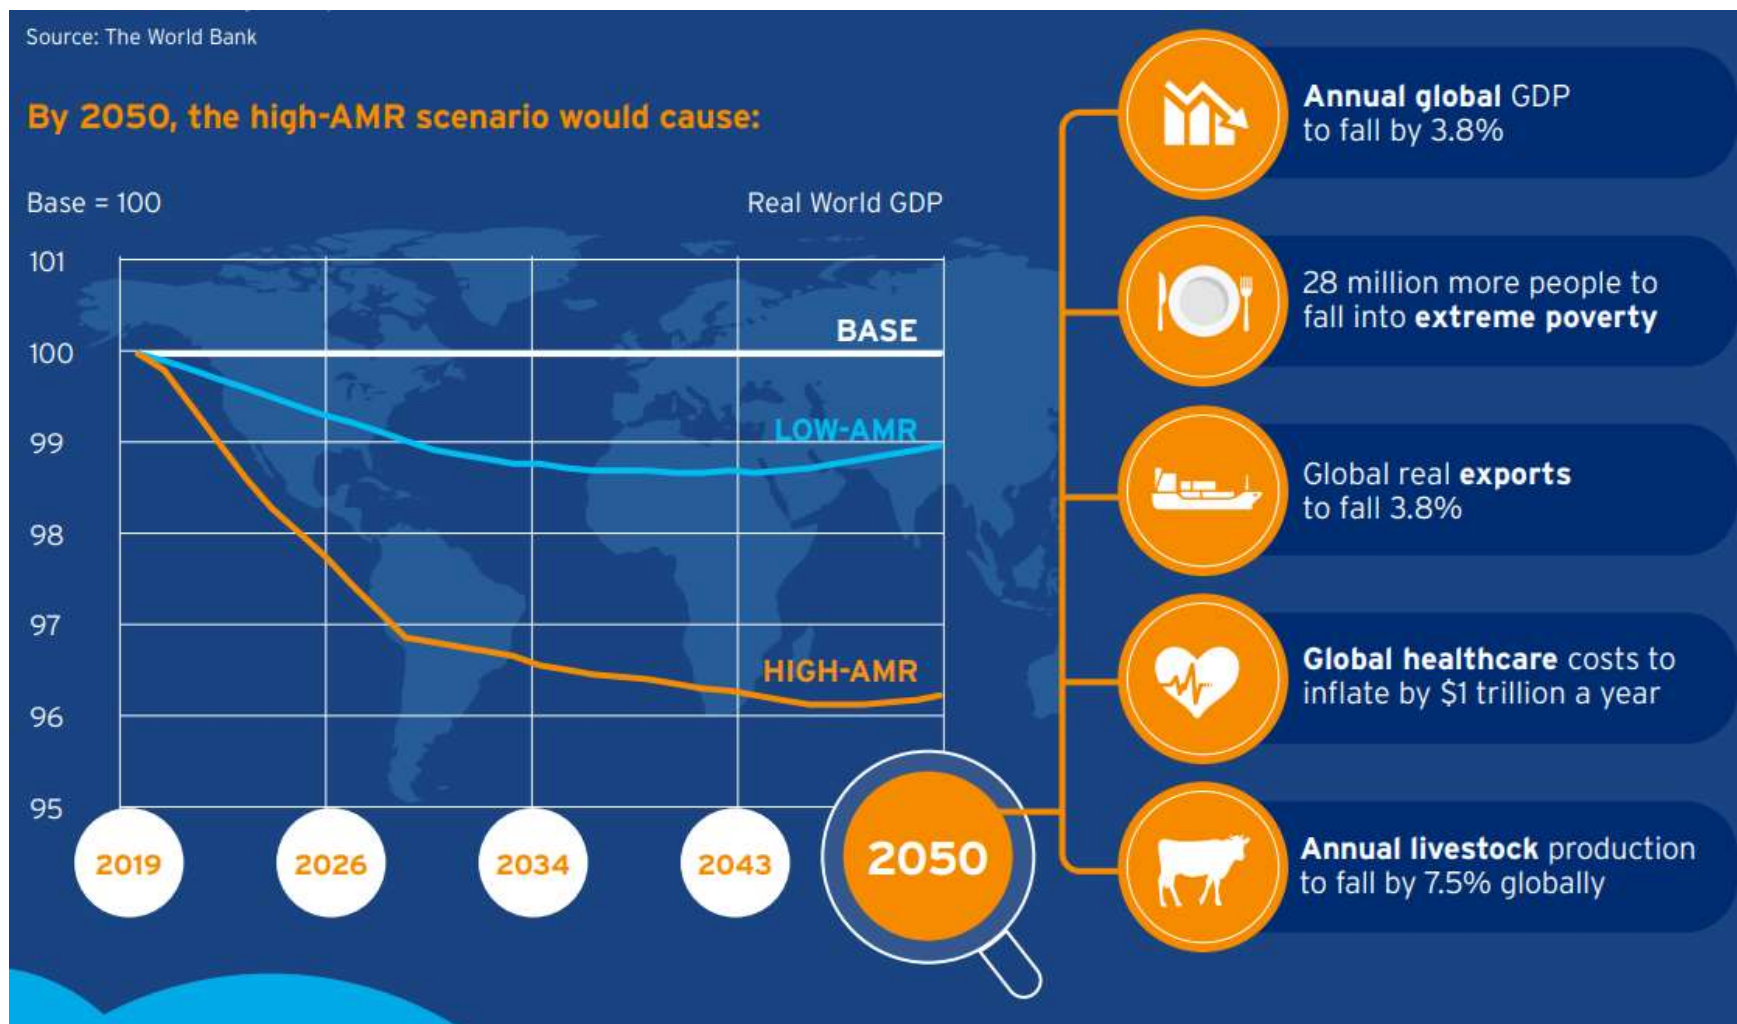 Source: The World Bank
By 2050, the high-AMR scenario would cause:
Base = 100
Real World GDP
101
100
99
98
97
96
95
BASE
LOW-AMR
HIGH-AMR
2019
2026
2034
2043
2050
Annual global GDP
to fall by 3.8%
28 million more people to
fall into extreme poverty
Global real exports
to fall 3.8%
Global healthcare costs to
inflate by $1 trillion a year
Annual livestock production
to fall by 7.5% globally